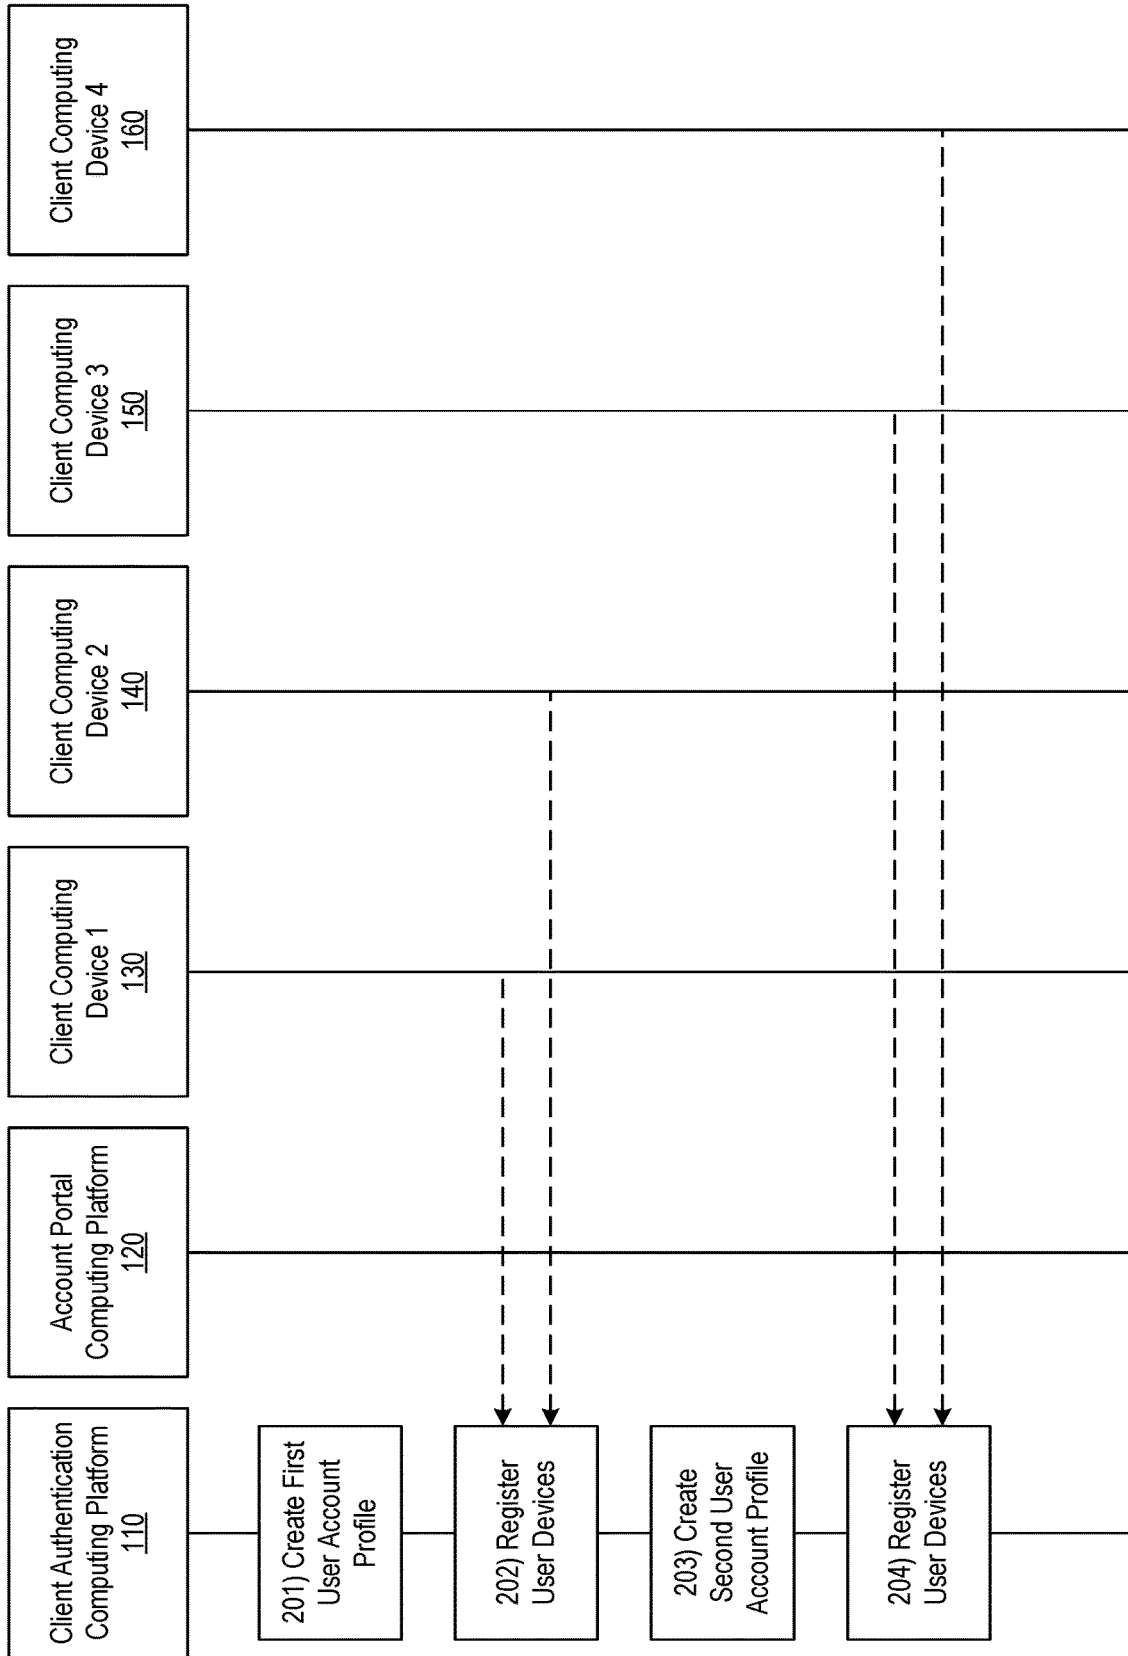 Client Authentication
Computing Platform
110
Account Portal
Computing Platform
120
Client Computing
Device 1
130
Client Computing
Device 2
140
Client Computing
Device 3
150
Client Computing
Device 4
160
201) Create First
User Account
Profile
202) Register
User Devices
203) Create
Second User
Account Profile
204) Register
User Devices